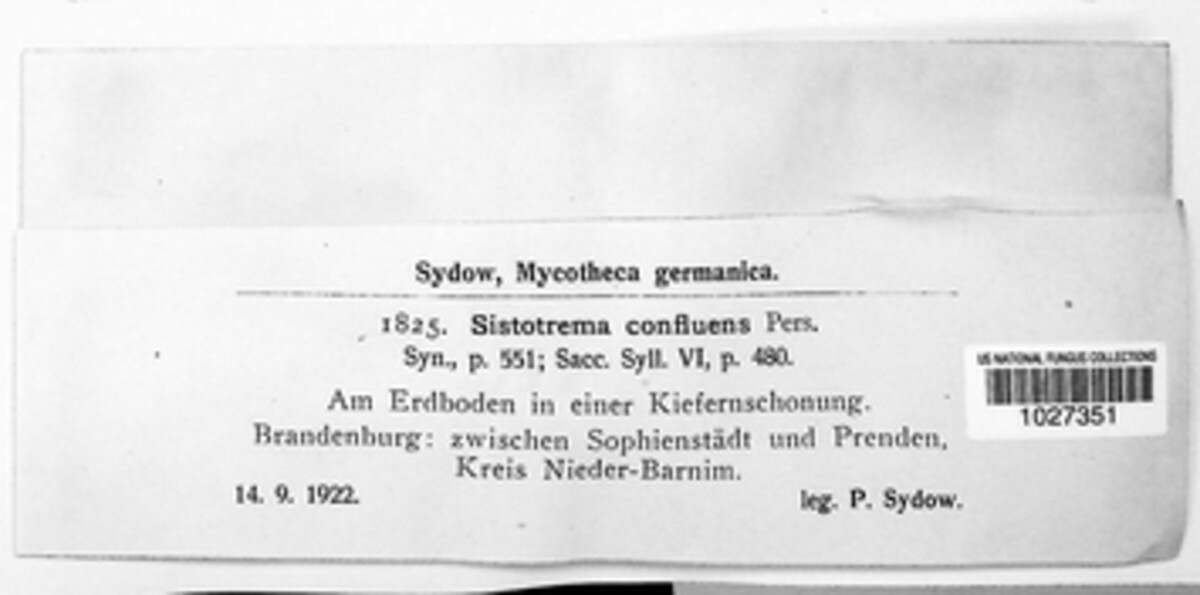 Sydow, Mycotheca germanica.
1825. Sistotrema confluens Pers.
Syn., p. 551; Sacc. Syll. VI, p. 480.
Am Erdboden in einer Kiefernschonung.
Brandenburg: zwischen Sophienstädt und Prenden,
Kreis Nieder-Barnim.
14. 9. 1922.
leg. P. Sydow.
US NATIONAL FUNGUS COLLECTIONS
1027351